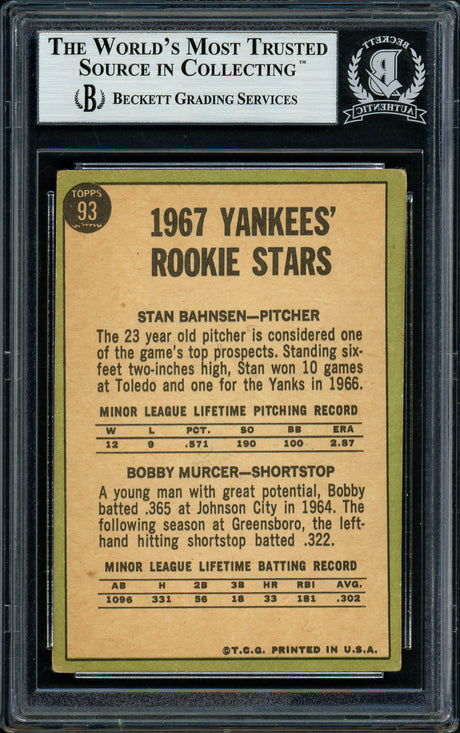 THE WORLD'S MOST TRUSTED
SOURCE IN COLLECTING™
B BECKETT GRADING SERVICES
BECKETT
AUTHENTIC
TOPPS
93
1967 YANKEES'
ROOKIE STARS
STAN BAHNSEN—PITCHER
The 23 year old pitcher is considered one
of the game's top prospects. Standing six-
feet two-inches high, Stan won 10 games
at Toledo and one for the Yanks in 1966.
MINOR LEAGUE LIFETIME PITCHING RECORD
W L PCT. SO BB ERA
12 9 .571 190 100 2.87
BOBBY MURCER—SHORTSTOP
A young man with great potential, Bobby
batted .365 at Johnson City in 1964. The
following season at Greensboro, the left-
hand hitting shortstop batted .322.
MINOR LEAGUE LIFETIME BATTING RECORD
AB H 2B 3B HR RBI AVG.
1096 331 56 18 33 181 .302
©T.C.G. PRINTED IN U.S.A.